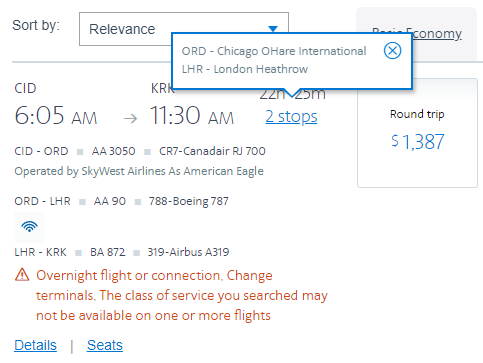 Sort by:
Relevance
Basic Economy
ORD - Chicago OHare International
LHR - London Heathrow
CID
KRK
22h 25m
6:05 AM → 11:30 AM
2 stops
Round trip
$1,387
CID - ORD ■ AA 3050 ■ CR7-Canadair RJ 700
Operated by SkyWest Airlines As American Eagle
ORD - LHR ■ AA 90 ■ 788-Boeing 787
LHR - KRK ■ BA 872 ■ 319-Airbus A319
Overnight flight or connection. Change
terminals. The class of service you searched may
not be available on one or more flights
Details | Seats